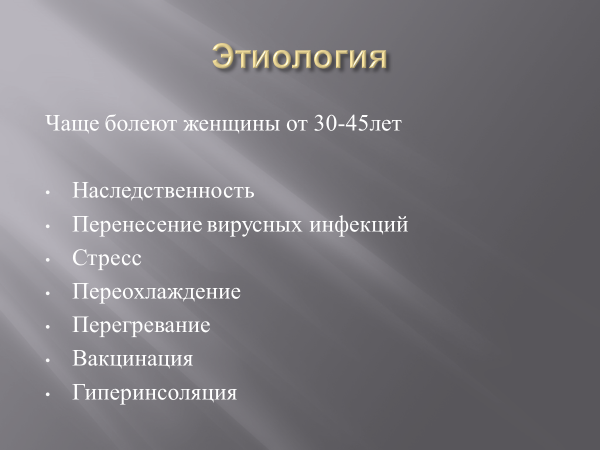 Этиология
Чаще болеют женщины от 30-45лет
• Наследственность
• Перенесение вирусных инфекций
• Стресс
• Переохлаждение
• Перегревание
• Вакцинация
• Гиперинсоляция